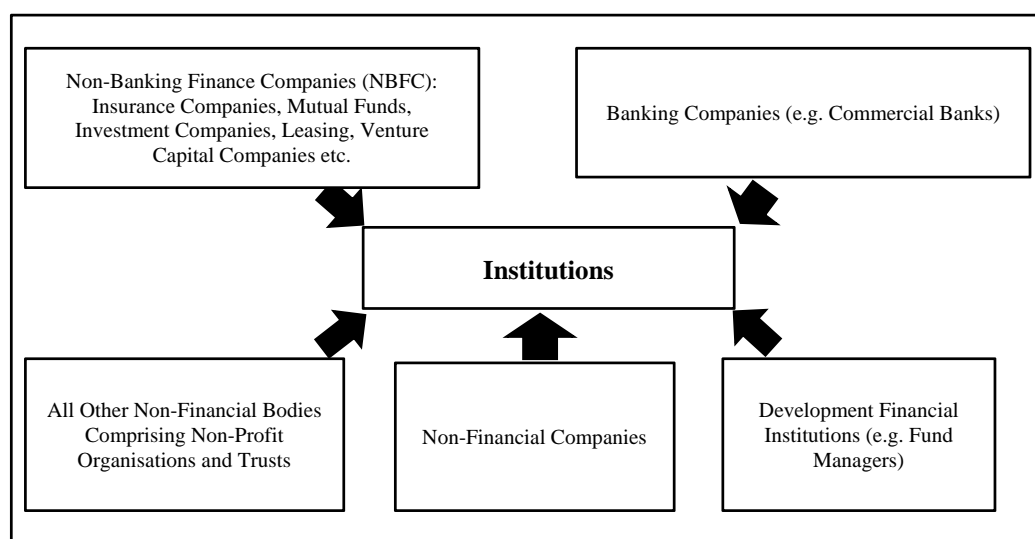 Non-Banking Finance Companies (NBFC):
Insurance Companies, Mutual Funds,
Investment Companies, Leasing, Venture
Capital Companies etc.
Banking Companies (e.g. Commercial Banks)
Institutions
All Other Non-Financial Bodies
Comprising Non-Profit
Organisations and Trusts
Non-Financial Companies
Development Financial
Institutions (e.g. Fund
Managers)